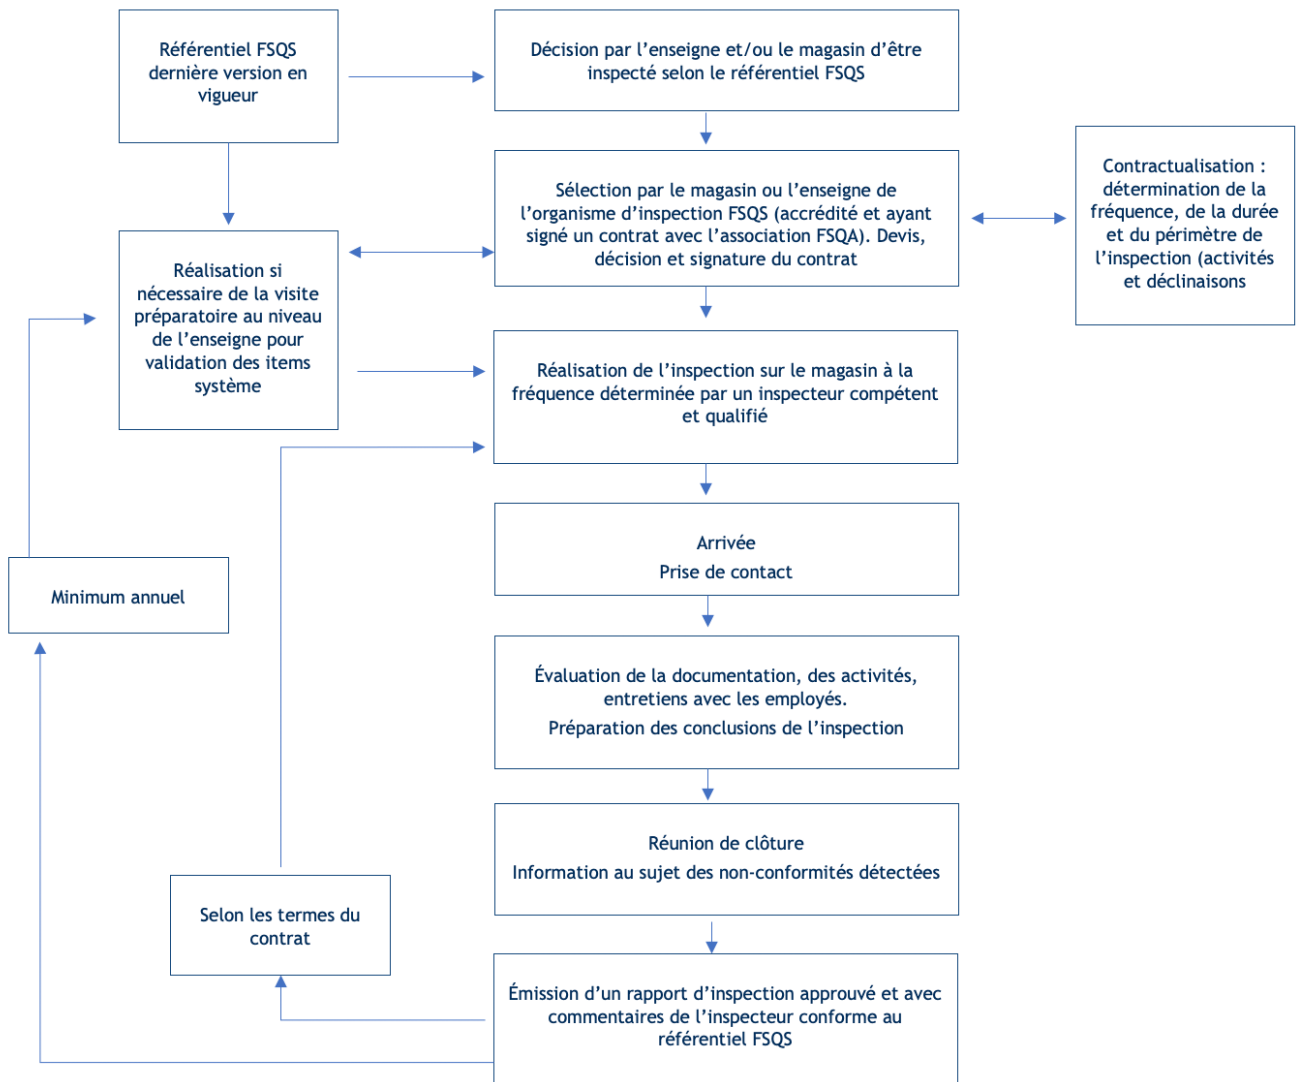 Référentiel FSQS
dernière version en
vigueur
Décision par l’enseigne et/ou le magasin d’être
inspecté selon le référentiel FSQS
Contractualisation :
détermination de la
fréquence, de la durée
et du périmètre de
l’inspection (activités
et déclinaisons
Sélection par le magasin ou l’enseigne de
l’organisme d’inspection FSQS (accrédité et ayant
signé un contrat avec l’association FSQA). Devis,
décision et signature du contrat
Réalisation si
nécessaire de la visite
préparatoire au niveau
de l’enseigne pour
validation des items
système
Réalisation de l’inspection sur le magasin à la
fréquence déterminée par un inspecteur compétent
et qualifié
Arrivée
Prise de contact
Minimum annuel
Évaluation de la documentation, des activités,
entretiens avec les employés.
Préparation des conclusions de l’inspection
Réunion de clôture
Information au sujet des non-conformités détectées
Selon les termes du
contrat
Émission d’un rapport d’inspection approuvé et avec
commentaires de l’inspecteur conforme au
référentiel FSQS